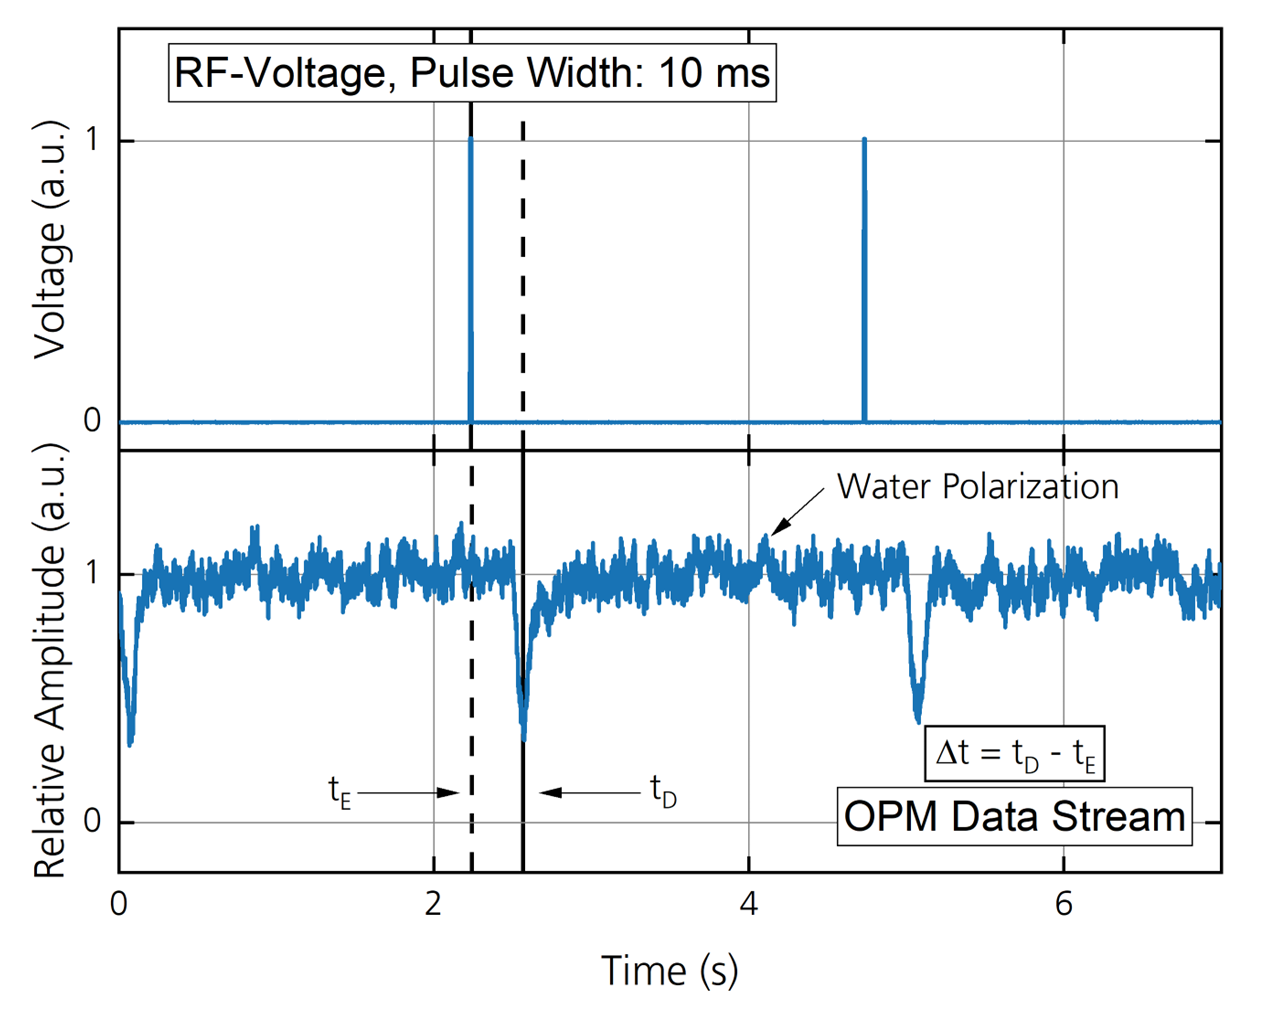 RF-Voltage, Pulse Width: 10 ms
Voltage (a.u.)
1
0
Relative Amplitude (a.u.)
Water Polarization
1
tE
tD
Δt = tD - tE
OPM Data Stream
0
0
2
4
6
Time (s)